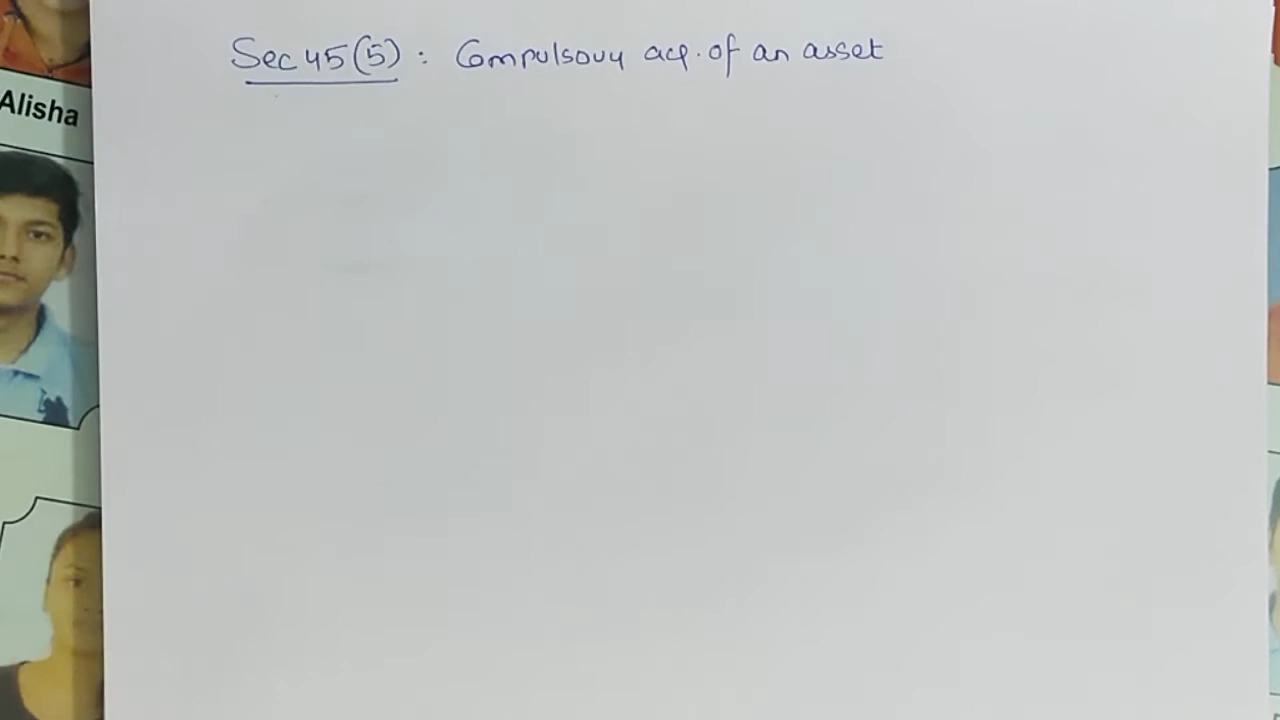 Sec 45(5) : Compulsory acq. of an asset
Alisha